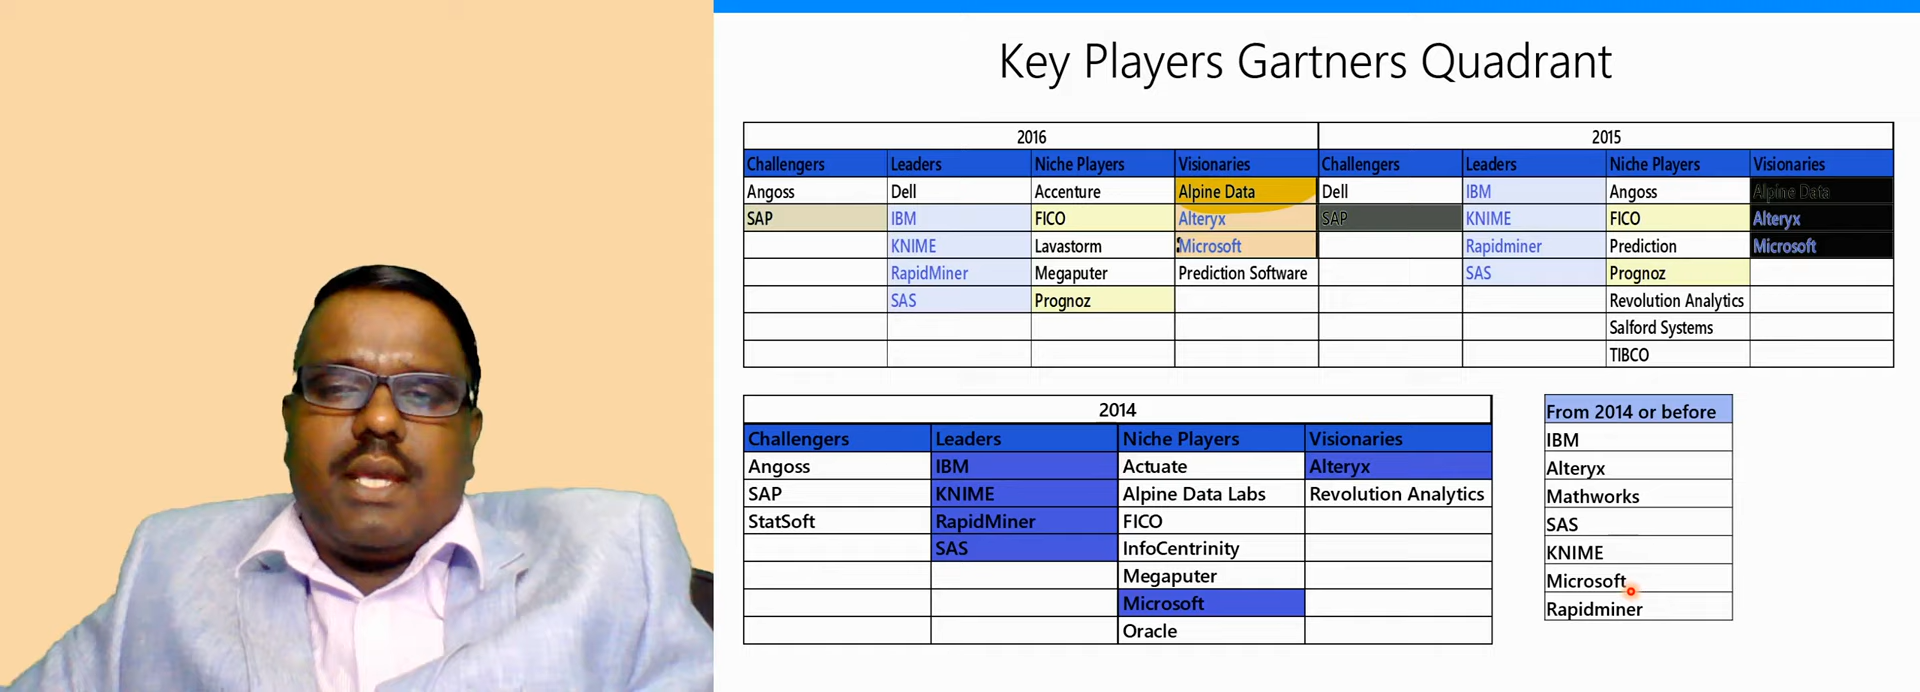 Key Players Gartners Quadrant
2016 2015
Challengers Leaders Niche Players Visionaries Challengers Leaders Niche Players Visionaries
Angoss Dell Accenture Alpine Data Dell IBM Angoss Alpine Data
SAP IBM FICO Alteryx SAP KNIME FICO Alteryx
KNIME Lavastorm Microsoft Rapidminer Prediction Microsoft
RapidMiner Megaputer Prediction Software SAS Prognoz
SAS Prognoz Revolution Analytics
Salford Systems
TIBCO
2014
Challengers Leaders Niche Players Visionaries
Angoss IBM Actuate Alteryx
SAP KNIME Alpine Data Labs Revolution Analytics
StatSoft RapidMiner FICO
SAS InfoCentrinity
Megaputer
Microsoft
Oracle
From 2014 or before
IBM
Alteryx
Mathworks
SAS
KNIME
Microsoft
Rapidminer